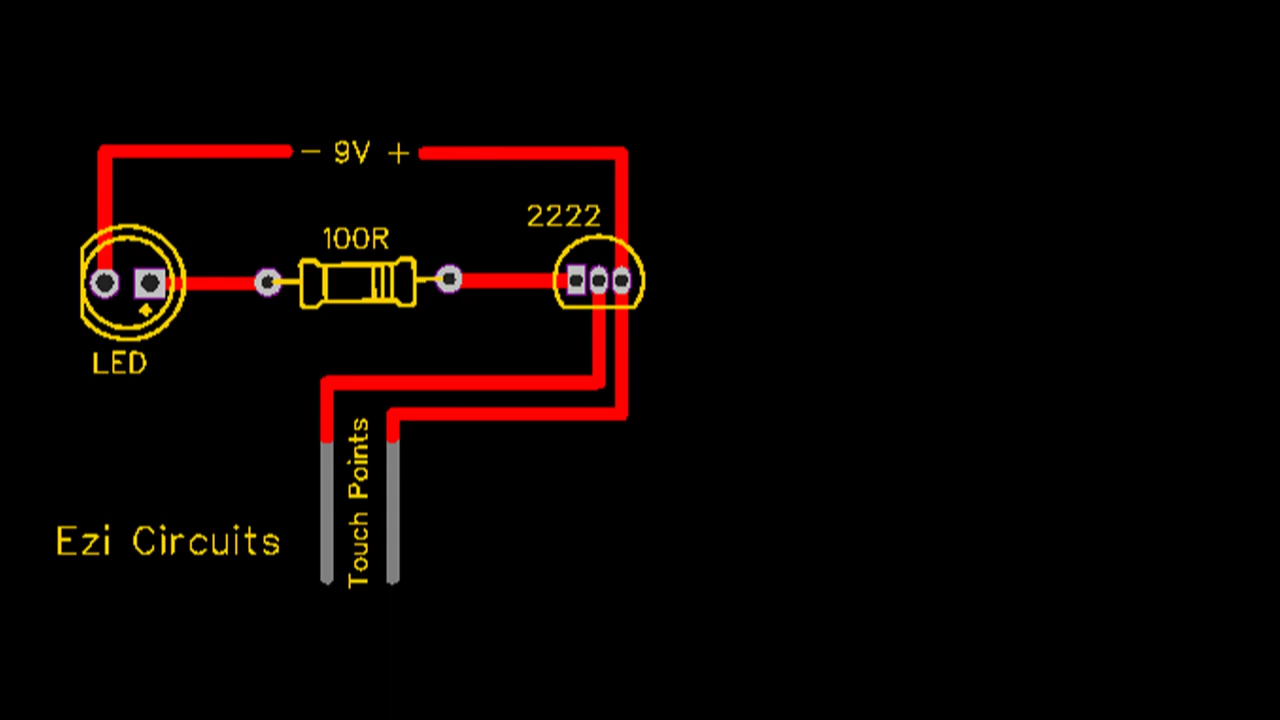 - 9V +
2222
100R
LED
Touch Points
Ezi Circuits